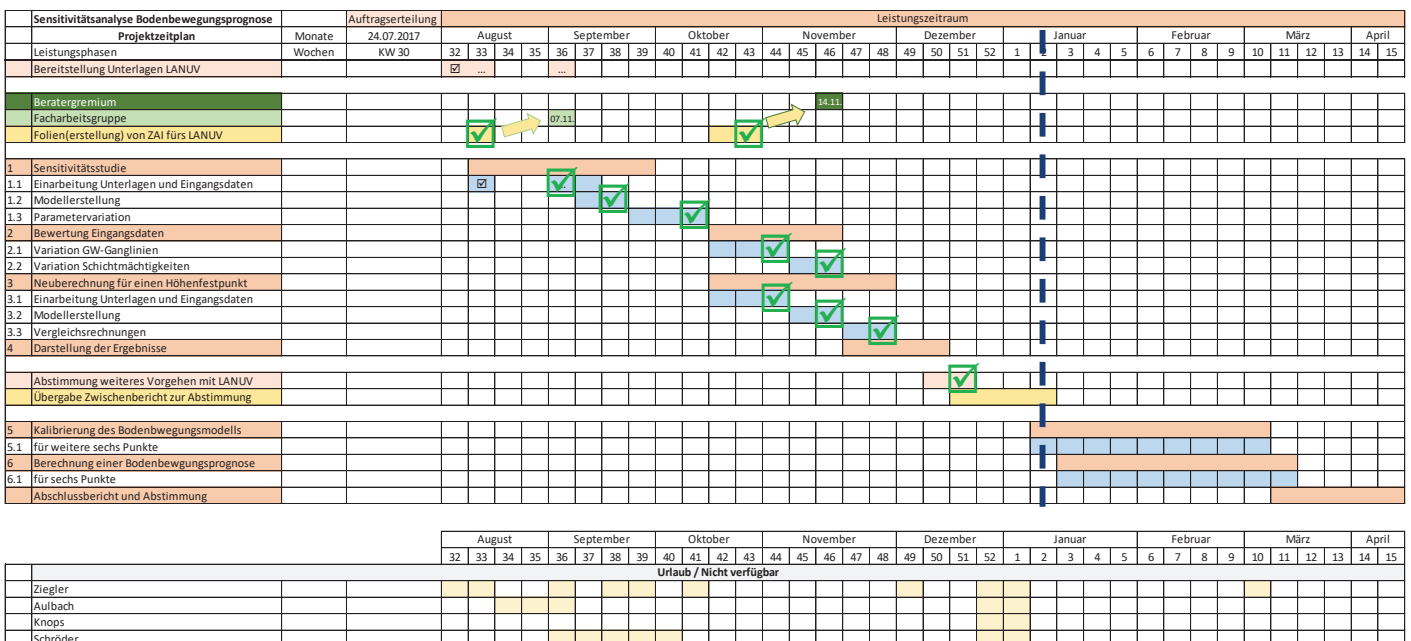 Sensitivitätsanalyse Bodenbewegungsprognose Auftragserteilung Leistungszeitraum
Projektzeitplan Monate 24.07.2017 August September Oktober November Dezember Januar Februar März April
Leistungsphasen Wochen KW 30 32 33 34 35 36 37 38 39 40 41 42 43 44 45 46 47 48 49 50 51 52 1 2 3 4 5 6 7 8 9 10 11 12 13 14 15
Bereitstellung Unterlagen LANUV ☑ ... ...
Beratergremium 14.11.
Facharbeitsgruppe 07.11.
Folien(erstellung) von ZAI fürs LANUV
1 Sensitivitätsstudie
1.1 Einarbeitung Unterlagen und Eingangsdaten ☑
1.2 Modellerstellung
1.3 Parametervariation
2 Bewertung Eingangsdaten
2.1 Variation GW-Ganglinien
2.2 Variation Schichtmächtigkeiten
3 Neuberechnung für einen Höhenfestpunkt
3.1 Einarbeitung Unterlagen und Eingangsdaten
3.2 Modellerstellung
3.3 Vergleichsrechnungen
4 Darstellung der Ergebnisse
Abstimmung weiteres Vorgehen mit LANUV
Übergabe Zwischenbericht zur Abstimmung
5 Kalibrierung des Bodenbwegungsmodells
5.1 für weitere sechs Punkte
6 Berechnung einer Bodenbewgungsprognose
6.1 für sechs Punkte
Abschlussbericht und Abstimmung
August September Oktober November Dezember Januar Februar März April
32 33 34 35 36 37 38 39 40 41 42 43 44 45 46 47 48 49 50 51 52 1 2 3 4 5 6 7 8 9 10 11 12 13 14 15
Urlaub / Nicht verfügbar
Ziegler
Aulbach
Knops
Schröder